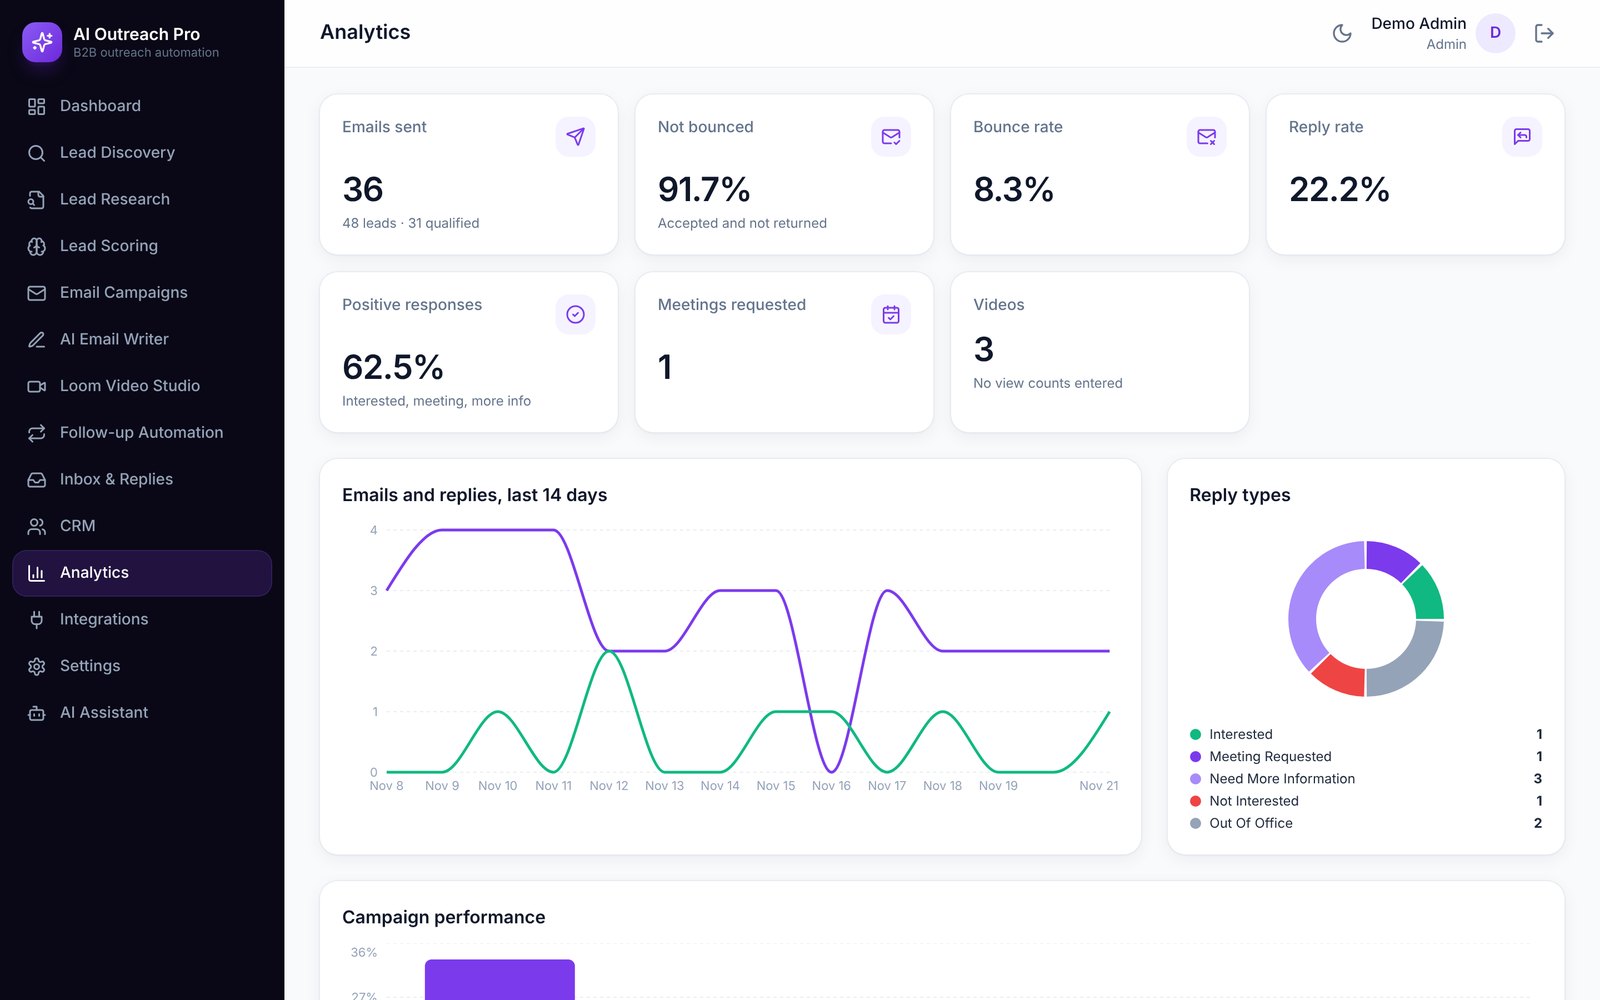 AI Outreach Pro
B2B outreach automation
Dashboard
Lead Discovery
Lead Research
Lead Scoring
Email Campaigns
AI Email Writer
Loom Video Studio
Follow-up Automation
Inbox & Replies
CRM
Analytics
Integrations
Settings
AI Assistant
Analytics
Demo Admin
Admin
D
Emails sent
36
48 leads · 31 qualified
Not bounced
91.7%
Accepted and not returned
Bounce rate
8.3%
Reply rate
22.2%
Positive responses
62.5%
Interested, meeting, more info
Meetings requested
1
Videos
3
No view counts entered
Emails and replies, last 14 days
4
3
2
1
0
Nov 8 Nov 9 Nov 10 Nov 11 Nov 12 Nov 13 Nov 14 Nov 15 Nov 16 Nov 17 Nov 18 Nov 19 Nov 21
Reply types
Interested 1
Meeting Requested 1
Need More Information 3
Not Interested 1
Out Of Office 2
Campaign performance
36%
27%